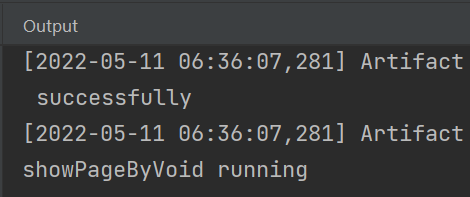 Output
[2022-05-11 06:36:07,281] Artifact
successfully
[2022-05-11 06:36:07,281] Artifact
showPageByVoid running